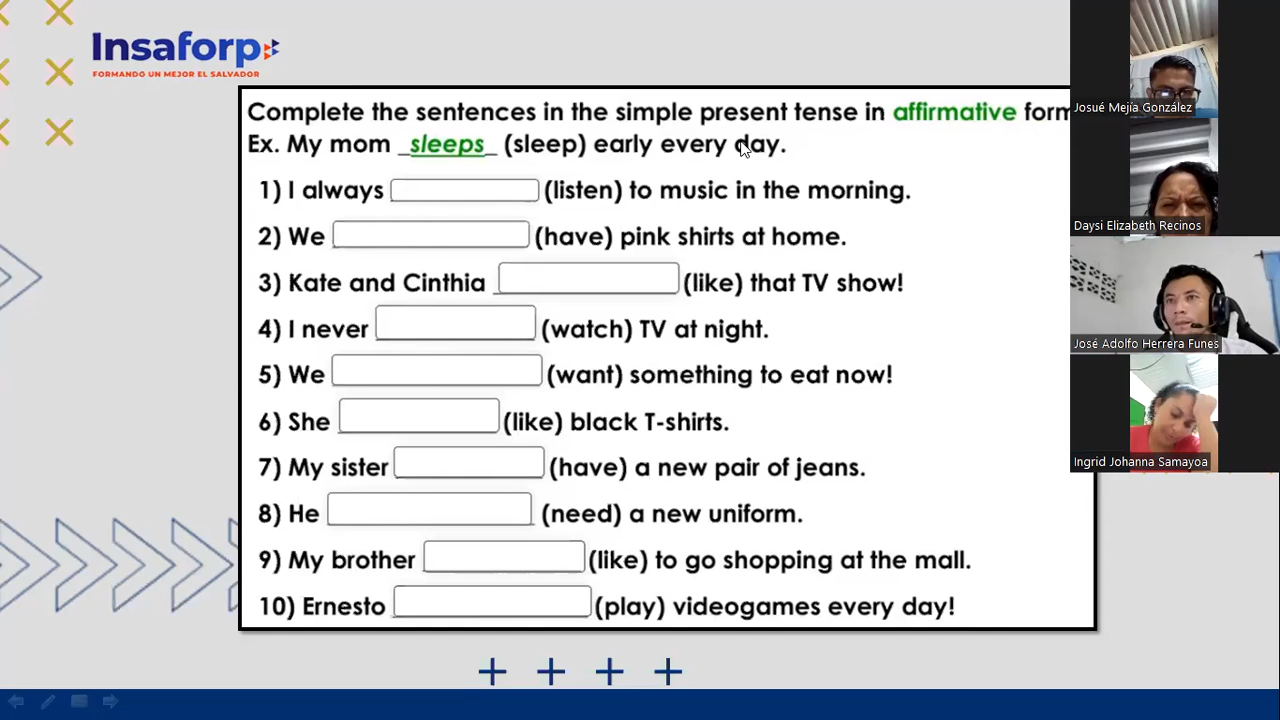 Insaforp
FORMANDO UN MEJOR EL SALVADOR
Complete the sentences in the simple present tense in affirmative form
Ex. My mom _sleeps_ (sleep) early every day.
1) I always (listen) to music in the morning.
2) We (have) pink shirts at home.
3) Kate and Cinthia (like) that TV show!
4) I never (watch) TV at night.
5) We (want) something to eat now!
6) She (like) black T-shirts.
7) My sister (have) a new pair of jeans.
8) He (need) a new uniform.
9) My brother (like) to go shopping at the mall.
10) Ernesto (play) videogames every day!
Josué Mejía González
Daysi Elizabeth Recinos
José Adolfo Herrera Funes
Ingrid Johanna Samayoa